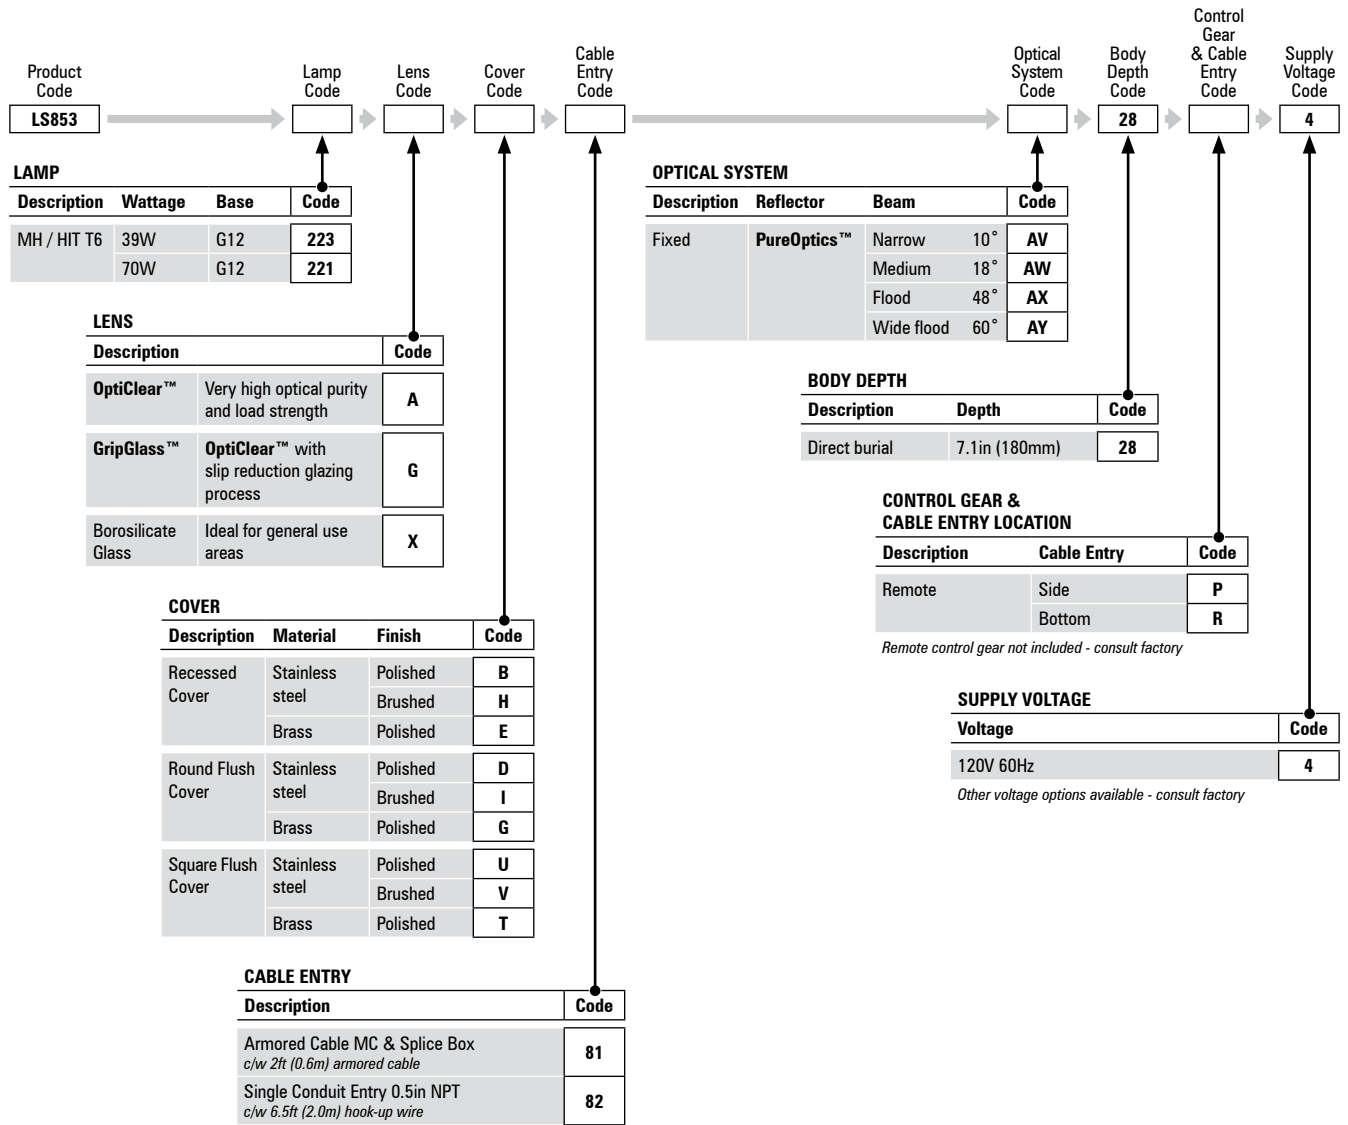 Product Code
Lamp Code
Lens Code
Cover Code
Cable Entry Code
Optical System Code
Body Depth Code
Control Gear & Cable Entry Code
Supply Voltage Code
LS853
28
4
LAMP
Description Wattage Base Code
MH / HIT T6 39W G12 223
70W G12 221
LENS
Description Code
OptiClear™ Very high optical purity and load strength A
GripGlass™ OptiClear™ with slip reduction glazing process G
Borosilicate Glass Ideal for general use areas X
COVER
Description Material Finish Code
Recessed Cover Stainless steel Polished B
Brushed H
Brass Polished E
Round Flush Cover Stainless steel Polished D
Brushed I
Brass Polished G
Square Flush Cover Stainless steel Polished U
Brushed V
Brass Polished T
CABLE ENTRY
Description Code
Armored Cable MC & Splice Box 81
c/w 2ft (0.6m) armored cable
Single Conduit Entry 0.5in NPT 82
c/w 6.5ft (2.0m) hook-up wire
OPTICAL SYSTEM
Description Reflector Beam Code
Fixed PureOptics™ Narrow 10° AV
Medium 18° AW
Flood 48° AX
Wide flood 60° AY
BODY DEPTH
Description Depth Code
Direct burial 7.1in (180mm) 28
CONTROL GEAR &
CABLE ENTRY LOCATION
Description Cable Entry Code
Remote Side P
Bottom R
Remote control gear not included - consult factory
SUPPLY VOLTAGE
Voltage Code
120V 60Hz 4
Other voltage options available - consult factory